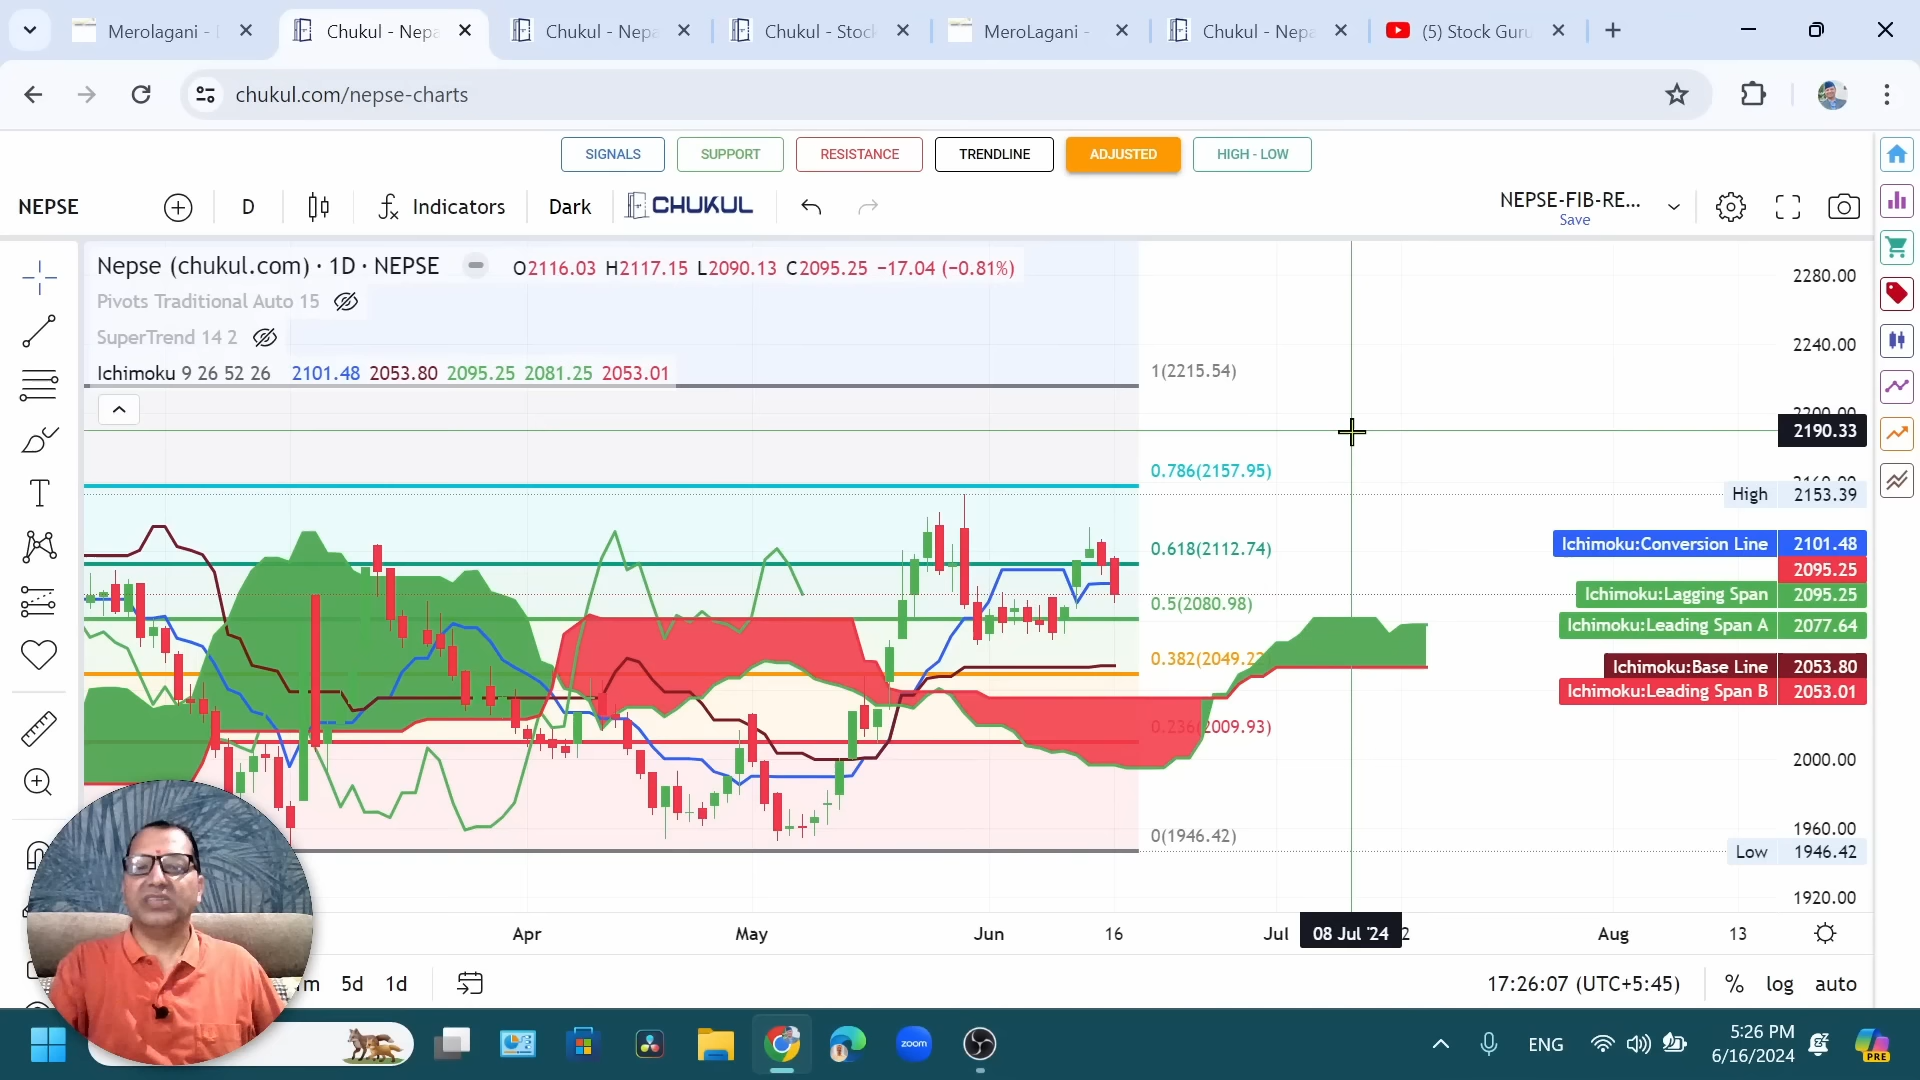 Merolagani - i
Chukul - Nepa
Chukul - Nepa
Chukul - Stock
MeroLagani -
Chukul - Nepa
(5) Stock Guru
chukul.com/nepse-charts
SIGNALS
SUPPORT
RESISTANCE
TRENDLINE
ADJUSTED
HIGH - LOW
NEPSE
D
fx Indicators
Dark
CHUKUL
NEPSE-FIB-RE...
Save
Nepse (chukul.com) · 1D · NEPSE
O2116.03 H2117.15 L2090.13 C2095.25 −17.04 (−0.81%)
Pivots Traditional Auto 15
SuperTrend 14 2
Ichimoku 9 26 52 26 2101.48 2053.80 2095.25 2081.25 2053.01
2280.00
2240.00
1(2215.54)
2200.00
2190.33
0.786(2157.95)
2160.00
High 2153.39
0.618(2112.74)
Ichimoku:Conversion Line 2101.48
2095.25
Ichimoku:Lagging Span 2095.25
0.5(2080.98)
Ichimoku:Leading Span A 2077.64
0.382(2049.22
Ichimoku:Base Line 2053.80
Ichimoku:Leading Span B 2053.01
0.236(2009.93)
2000.00
1960.00
0(1946.42)
Low 1946.42
1920.00
Apr
May
Jun
16
Jul
08 Jul '24
2
Aug
13
m
5d
1d
17:26:07 (UTC+5:45)
%
log
auto
zoom
ENG
5:26 PM
6/16/2024
PRE